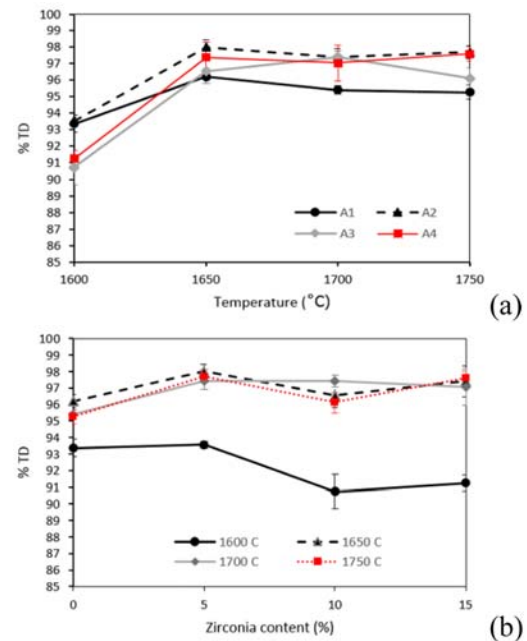 100
99
98
97
96
95
94
93
92
91
90
89
88
87
86
85
% TD
A1 A2
A3 A4
1600 1650 1700 1750
Temperature (°C)
(a)
100
99
98
97
96
95
94
93
92
91
90
89
88
87
86
85
% TD
1600 C 1650 C
1700 C 1750 C
0 5 10 15
Zirconia content (%)
(b)